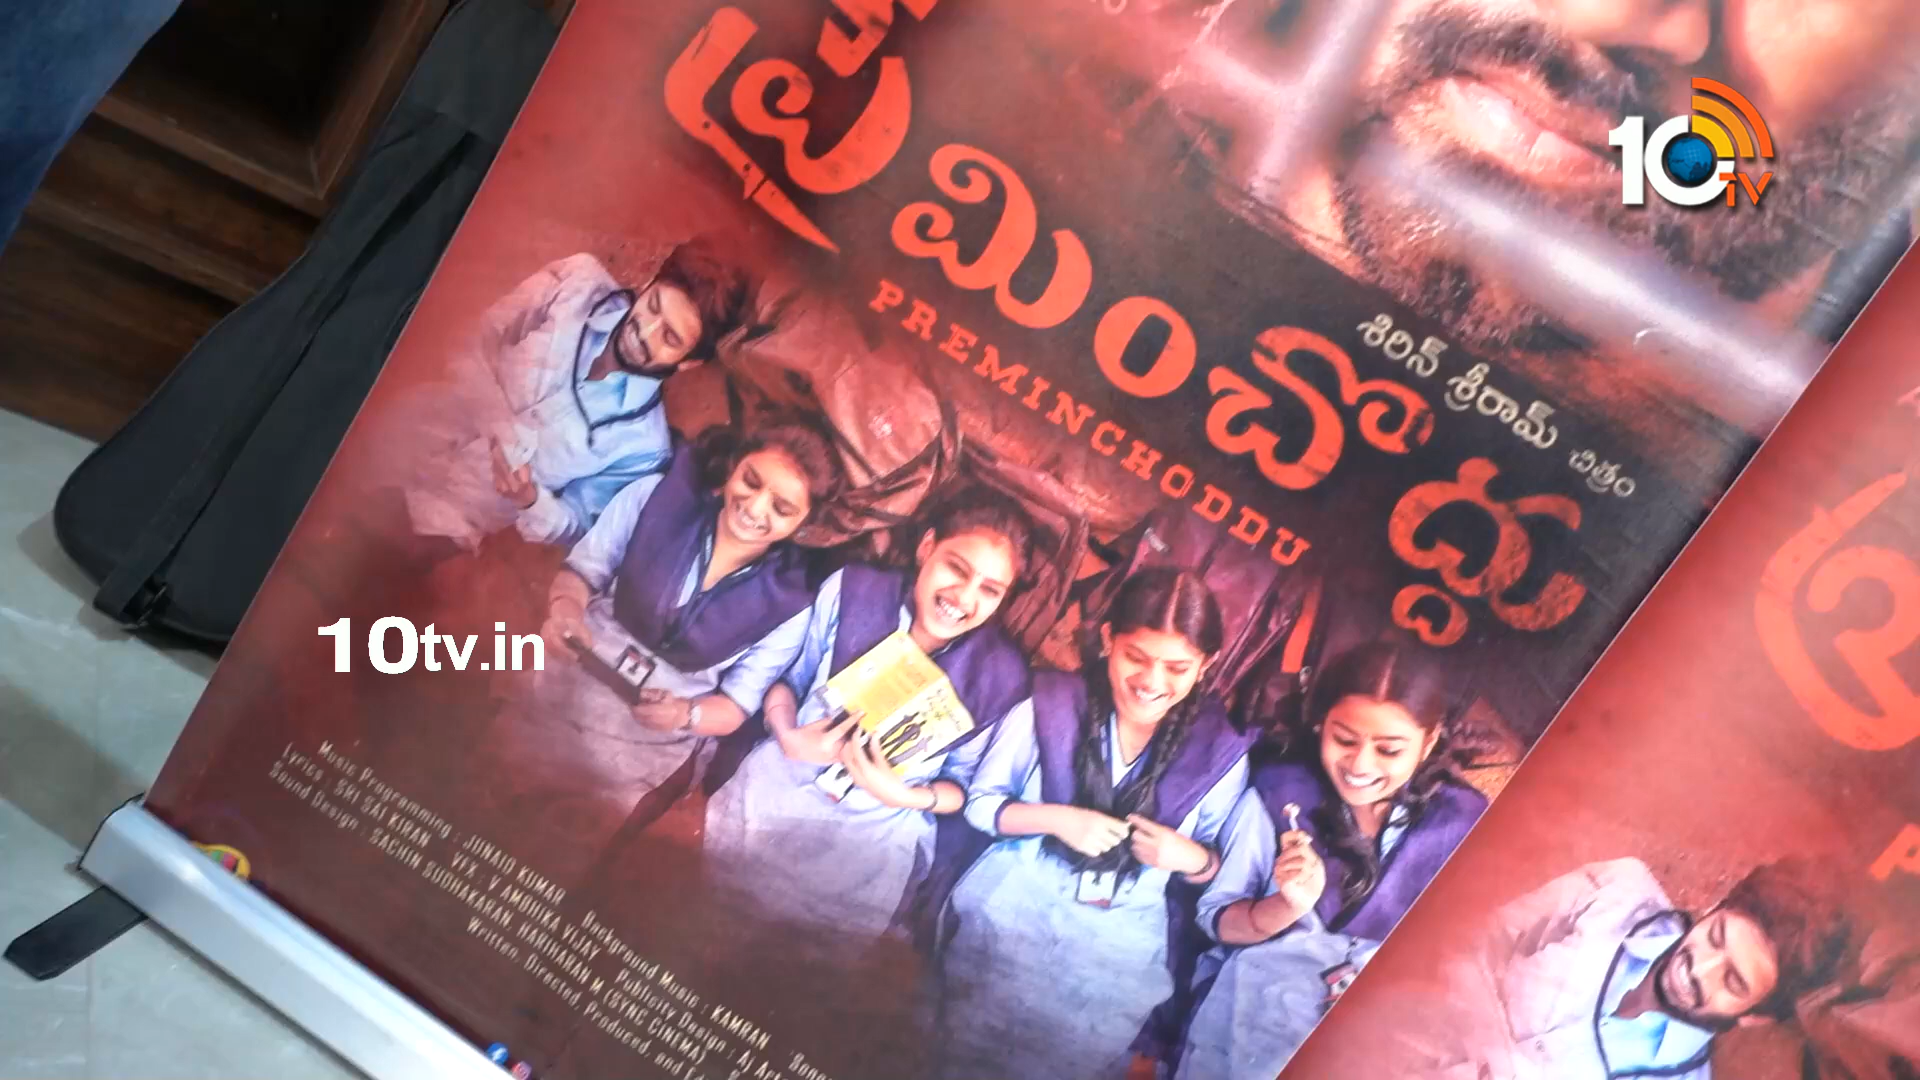 10TV
ప్రేమించొద్దు
PREMINCHODDU
శిరిన్ శ్రీరామ్ చిత్రం
10tv.in
Music Programming : JUNAID KUMAR Background Music : KAMRAN
Lyrics : SRI SAI KIRAN VFX : V AMBHIKA VIJAY Publicity Design :
Sound Design : SACHIN SUDHAKARAN, HARIHARAN M (SYNC CINEMA)
Written, Directed, Produced, and